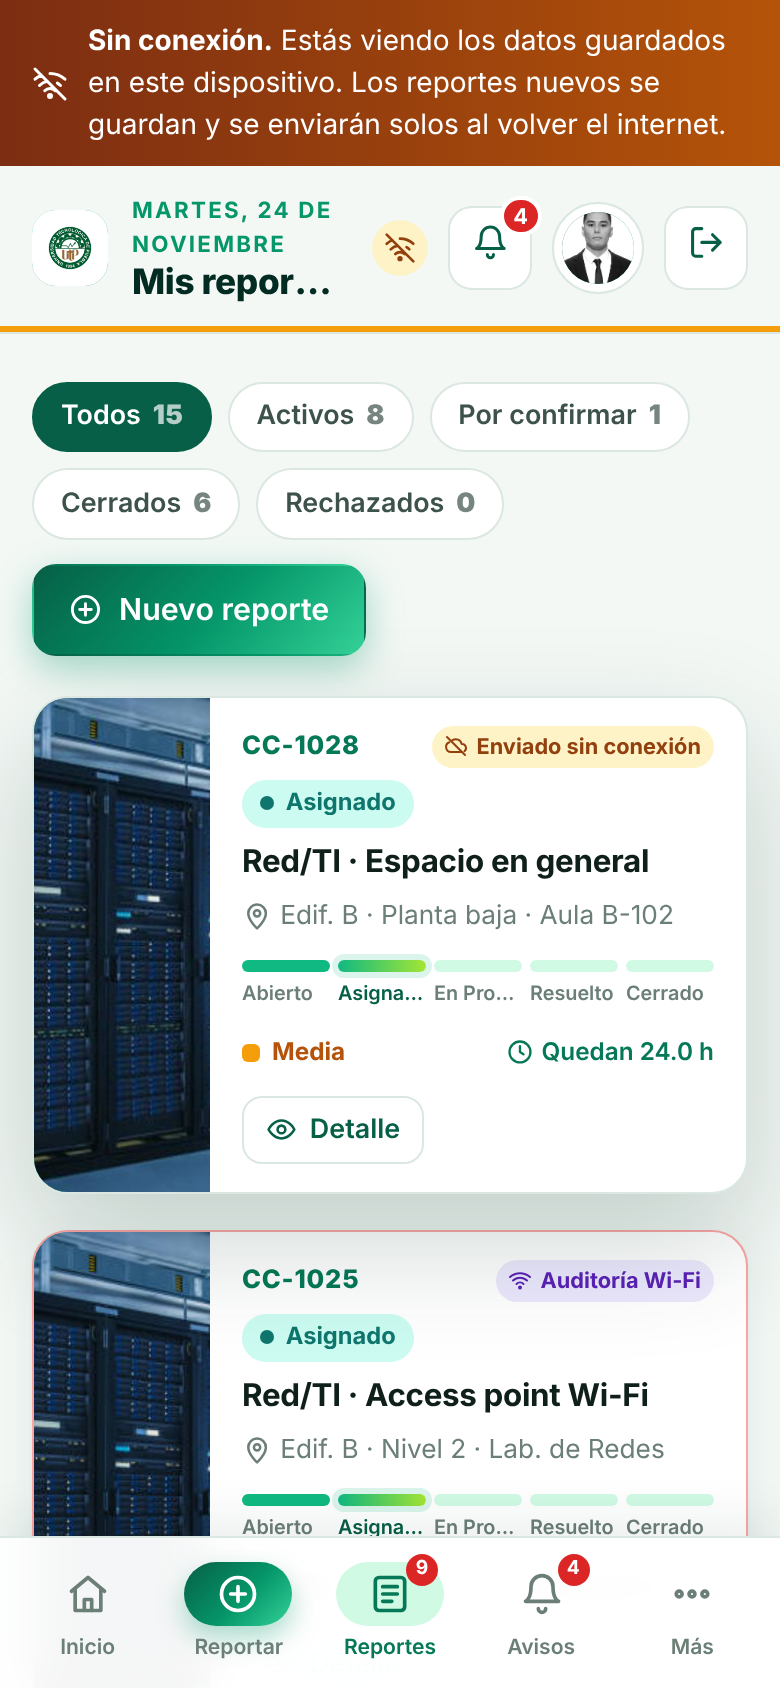 Sin conexión. Estás viendo los datos guardados
en este dispositivo. Los reportes nuevos se
guardan y se enviarán solos al volver el internet.
MARTES, 24 DE
NOVIEMBRE
Mis repor...
4
Todos 15
Activos 8
Por confirmar 1
Cerrados 6
Rechazados 0
Nuevo reporte
CC-1028
Enviado sin conexión
Asignado
Red/TI · Espacio en general
Edif. B · Planta baja · Aula B-102
Abierto Asigna... En Pro... Resuelto Cerrado
Media
Quedan 24.0 h
Detalle
CC-1025
Auditoría Wi-Fi
Asignado
Red/TI · Access point Wi-Fi
Edif. B · Nivel 2 · Lab. de Redes
Abierto Asigna... En Pro... Resuelto Cerrado
9
4
Inicio
Reportar
Reportes
Avisos
Más